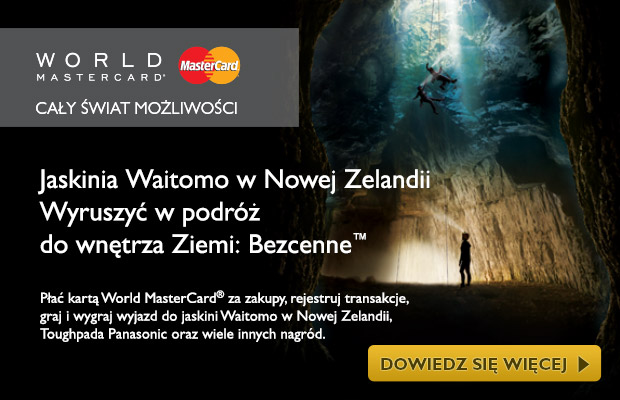 WORLD
MASTERCARD®
MasterCard
CAŁY ŚWIAT MOŻLIWOŚCI
Jaskinia Waitomo w Nowej Zelandii
Wyruszyć w podróż
do wnętrza Ziemi: Bezcenne™
Płać kartą World MasterCard® za zakupy, rejestruj transakcje,
graj i wygraj wyjazd do jaskini Waitomo w Nowej Zelandii,
Toughpada Panasonic oraz wiele innych nagród.
DOWIEDZ SIĘ WIĘCEJ